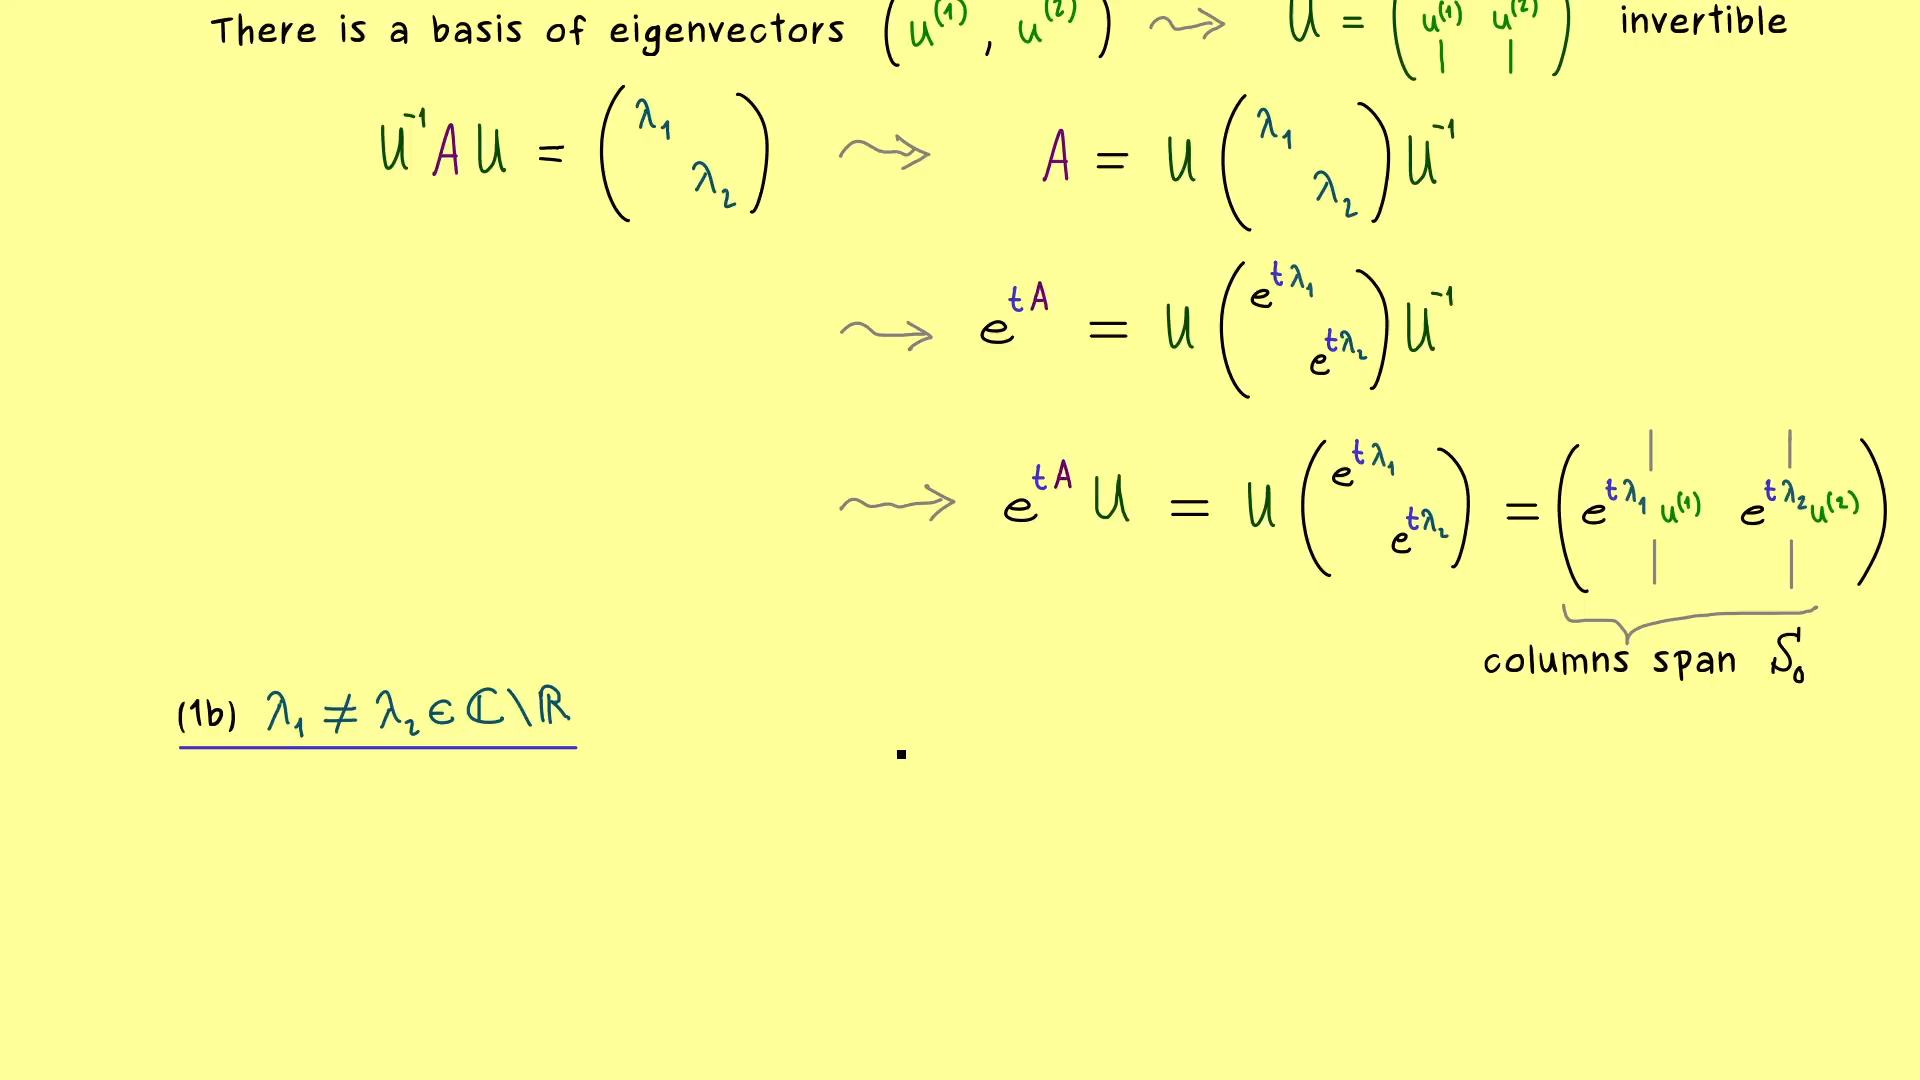 There is a basis of eigenvectors (u⁽¹⁾, u⁽²⁾) ⇝ U = (u⁽¹⁾ u⁽²⁾) invertible
U⁻¹ A U = (λ₁ λ₂) ⇝ A = U (λ₁ λ₂) U⁻¹
⇝ e^{tA} = U (e^{tλ₁} e^{tλ₂}) U⁻¹
⇝ e^{tA} U = U (e^{tλ₁} e^{tλ₂}) = (e^{tλ₁} u⁽¹⁾ e^{tλ₂} u⁽²⁾)
columns span S₀
(1b) λ₁ ≠ λ₂ ∈ ℂ\ℝ